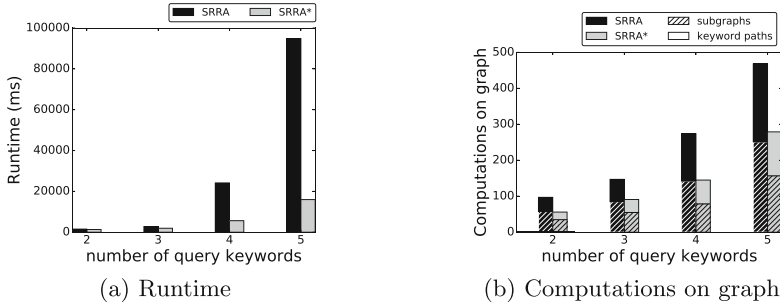 SRRA SRRA*
100000
80000
60000
40000
20000
0
Runtime (ms)
2 3 4 5
number of query keywords
(a) Runtime
SRRA subgraphs
SRRA* keyword paths
500
400
300
200
100
0
Computations on graph
2 3 4 5
number of query keywords
(b) Computations on graph